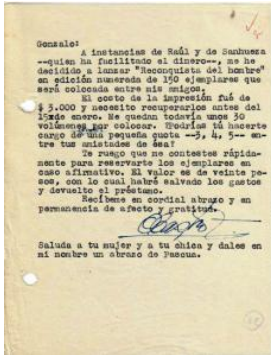 Gonzalo:
A instancias de Raúl y de Sanhueza
--quien ha facilitado el dinero--, me he
decidido a lanzar "Reconquista del hombre"
en edición numerada de 150 ejemplares que
será colocada entre mis amigos.
El costo de la impresión fué de
$ 3.000 y necesito recuperarlos antes del
15 de enero. Me quedan todavía unos 30
volúmenes por colocar. Podrías tú hacerte
cargo de una pequeña quota --3, 4, 5-- en-
tre tus amistades de ésa?
Te ruego que me contestes rápida-
mente para reservarte los ejemplares en
caso afirmativo. El valor es de veinte pe-
sos, con lo cual habré salvado los gastos
y devuelto el préstamo.
Recíbeme en cordial abrazo y en
permanencia de afecto y gratitud.
Saluda a tu mujer y a tu chica y dales en
mi nombre un abrazo de Pascua.